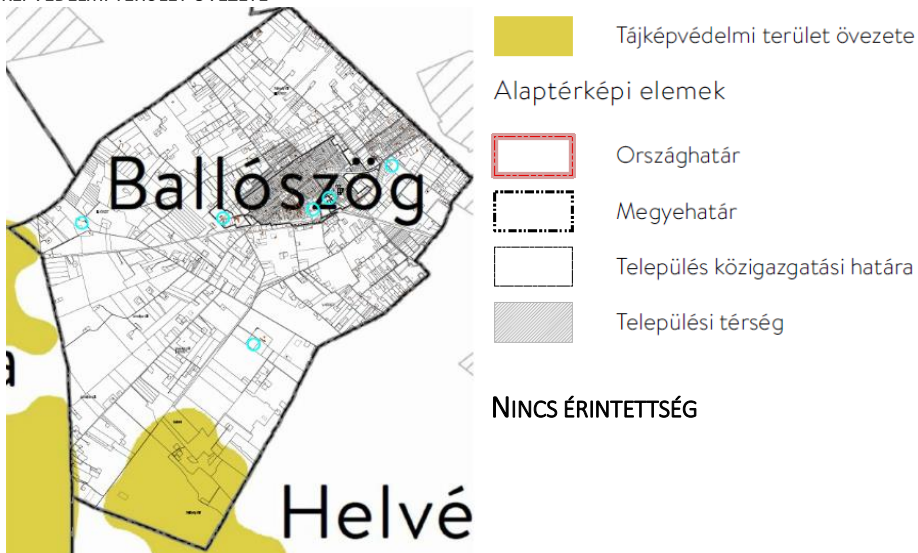 Ballószög
Helvé
Tájképvédelmi terület övezete
Alaptérképi elemek
Országhatár
Megyehatár
Település közigazgatási határa
Települési térség
NINCS ÉRINTETTSÉG